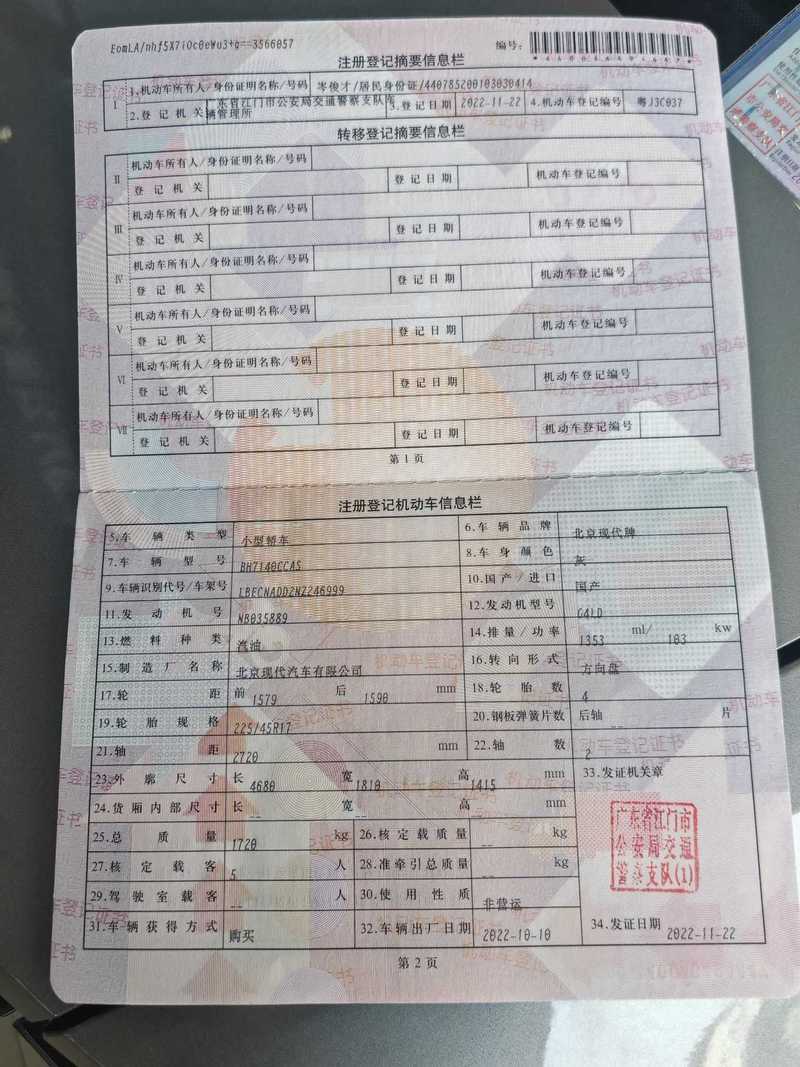 EomLA/nhf5X7iOc0eWu3+q==3566057
编号:
注册登记摘要信息栏
I 1.机动车所有人/身份证明名称/号码 岑俊才/居民身份证/440785200103030414
2.登记机关 广东省江门市公安局交通警察支队车辆管理所 3.登记日期 2022-11-22 4.机动车登记编号 粤J3C037
转移登记摘要信息栏
II 机动车所有人/身份证明名称/号码
登记机关 登记日期 机动车登记编号
III 机动车所有人/身份证明名称/号码
登记机关 登记日期 机动车登记编号
IV 机动车所有人/身份证明名称/号码
登记机关 登记日期 机动车登记编号
V 机动车所有人/身份证明名称/号码
登记机关 登记日期 机动车登记编号
VI 机动车所有人/身份证明名称/号码
登记机关 登记日期 机动车登记编号
VII 机动车所有人/身份证明名称/号码
登记机关 登记日期 机动车登记编号
第1页
注册登记机动车信息栏
5.车辆类型 小型轿车 6.车辆品牌 北京现代牌
7.车辆型号 BH7140CCAS 8.车身颜色 灰
9.车辆识别代号/车架号 LBECNADD2NZ246999 10.国产/进口 国产
11.发动机号 NB035889 12.发动机型号 G4LD
13.燃料种类 汽油 14.排量/功率 1353 ml/ 103 kw
15.制造厂名称 北京现代汽车有限公司 16.转向形式 方向盘
17.轮距 前 1579 后 1590 mm 18.轮胎数 4
19.轮胎规格 225/45R17 20.钢板弹簧片数 后轴 -- 片
21.轴距 2720 mm 22.轴数 2
23.外廓尺寸 长 4680 宽 1810 高 1415 mm 33.发证机关章
24.货厢内部尺寸 长 -- 宽 -- 高 -- mm
25.总质量 1720 kg 26.核定载质量 -- kg
27.核定载客 5 人 28.准牵引总质量 -- kg
29.驾驶室载客 -- 人 30.使用性质 非营运
31.车辆获得方式 购买 32.车辆出厂日期 2022-10-10 34.发证日期 2022-11-22
广东省江门市
公安局交通
警察支队(1)
第2页